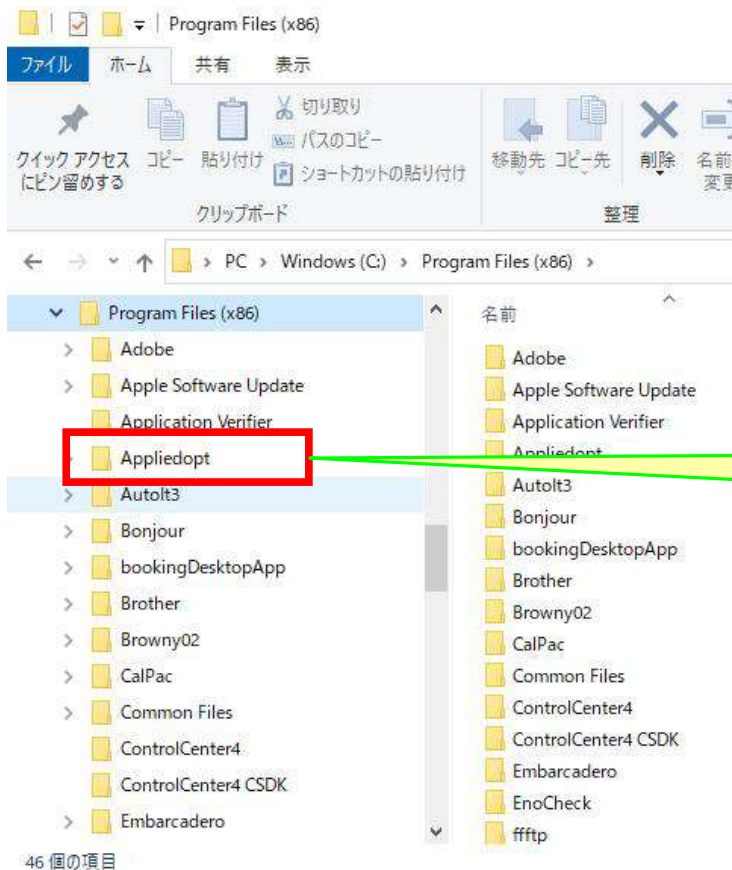 Program Files (x86)
ファイル ホーム 共有 表示
クイック アクセス
にピン留めする
コピー
貼り付け
切り取り
パスのコピー
ショートカットの貼り付け
クリップボード
移動先
コピー先
削除
名前
変更
整理
PC > Windows (C:) > Program Files (x86) >
Program Files (x86)
Adobe
Apple Software Update
Application Verifier
Appliedopt
AutoIt3
Bonjour
bookingDesktopApp
Brother
Browny02
CalPac
Common Files
ControlCenter4
ControlCenter4 CSDK
Embarcadero
名前
Adobe
Apple Software Update
Application Verifier
Appliedopt
AutoIt3
Bonjour
bookingDesktopApp
Brother
Browny02
CalPac
Common Files
ControlCenter4
ControlCenter4 CSDK
Embarcadero
EnoCheck
ffftp
46 個の項目